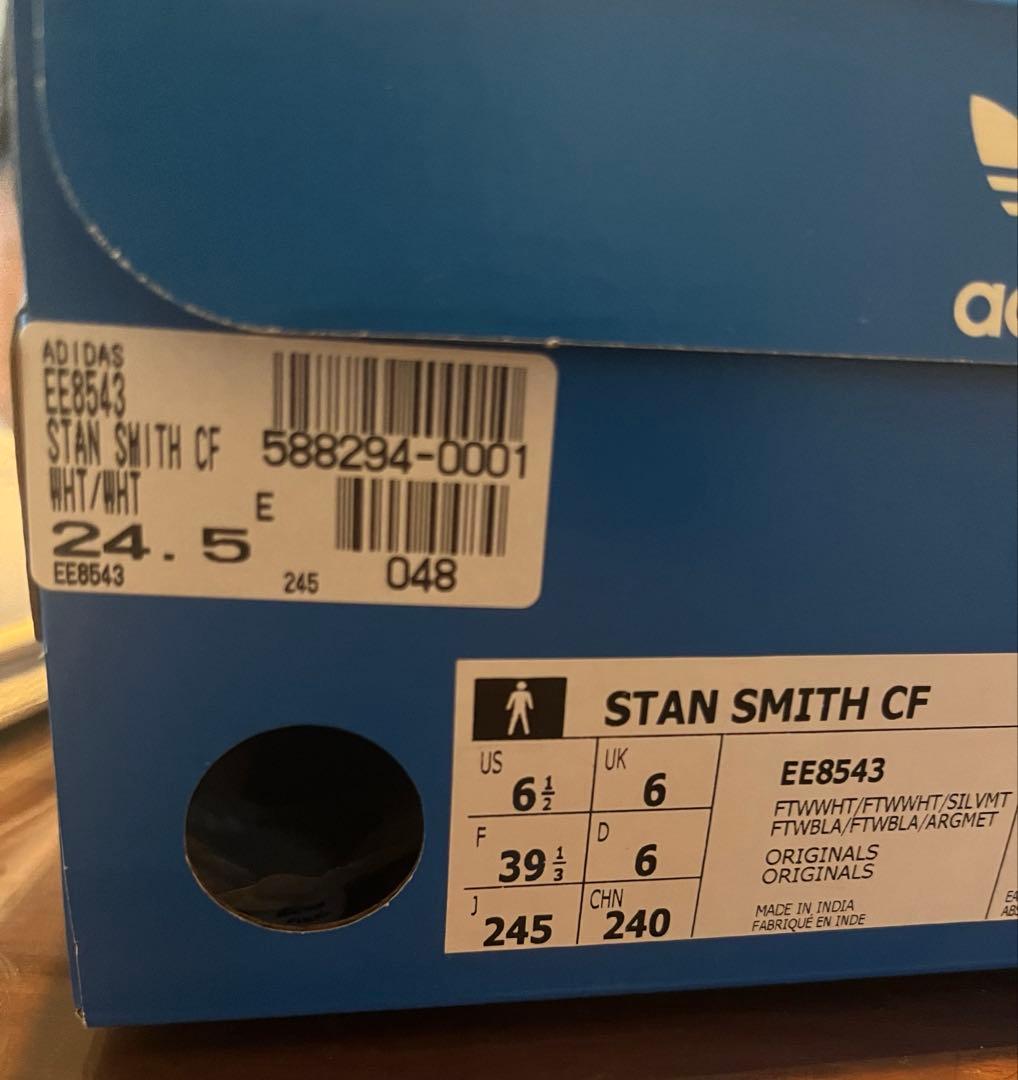 ADIDAS
EE8543
STAN SMITH CF
WHT/WHT
588294-0001
E
24.5
EE8543
245
048
STAN SMITH CF
US
6½
UK
6
F
39⅓
D
6
J
245
CHN
240
EE8543
FTWWHT/FTWWHT/SILVMT
FTWBLA/FTWBLA/ARGMET
ORIGINALS
ORIGINALS
MADE IN INDIA
FABRIQUÉ EN INDE